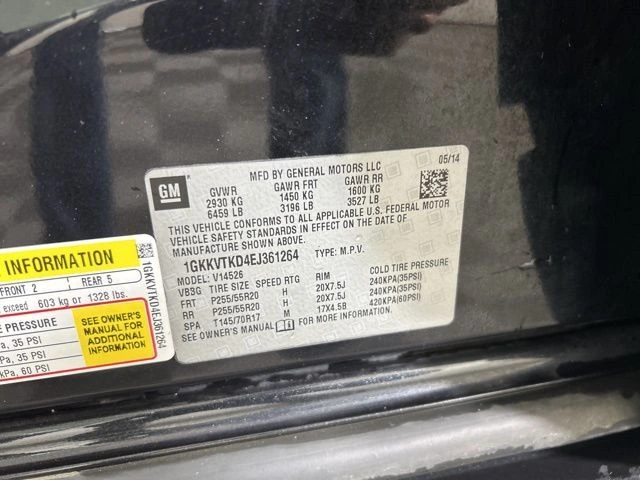 GM
MFD BY GENERAL MOTORS LLC 05/14
GVWR GAWR FRT GAWR RR
2930 KG 1450 KG 1600 KG
6459 LB 3196 LB 3527 LB
THIS VEHICLE CONFORMS TO ALL APPLICABLE U.S. FEDERAL MOTOR
VEHICLE SAFETY STANDARDS IN EFFECT ON THE DATE OF
MANUFACTURE SHOWN ABOVE.
1GKKVTKD4EJ361264 TYPE: M.P.V.
MODEL: V14526
VB3G TIRE SIZE SPEED RTG RIM COLD TIRE PRESSURE
FRT P255/55R20 H 20X7.5J 240KPA(35PSI)
RR P255/55R20 H 20X7.5J 240KPA(35PSI)
SPA T145/70R17 M 17X4.5B 420KPA(60PSI)
SEE OWNER'S MANUAL FOR MORE INFORMATION.
INFORMATION
FRONT 2 REAR 5
exceed 603 kg or 1328 lbs.
PRESSURE
35 PSI
35 PSI
kPa, 60 PSI
SEE OWNER'S
MANUAL FOR
ADDITIONAL
INFORMATION
1GKKVTKD4EJ361264